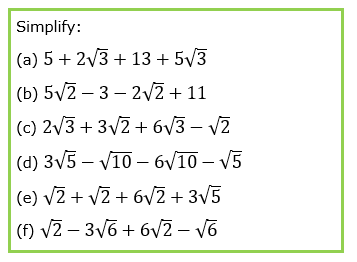 Simplify:
(a) 5 + 2√3 + 13 + 5√3
(b) 5√2 − 3 − 2√2 + 11
(c) 2√3 + 3√2 + 6√3 − √2
(d) 3√5 − √10 − 6√10 − √5
(e) √2 + √2 + 6√2 + 3√5
(f) √2 − 3√6 + 6√2 − √6